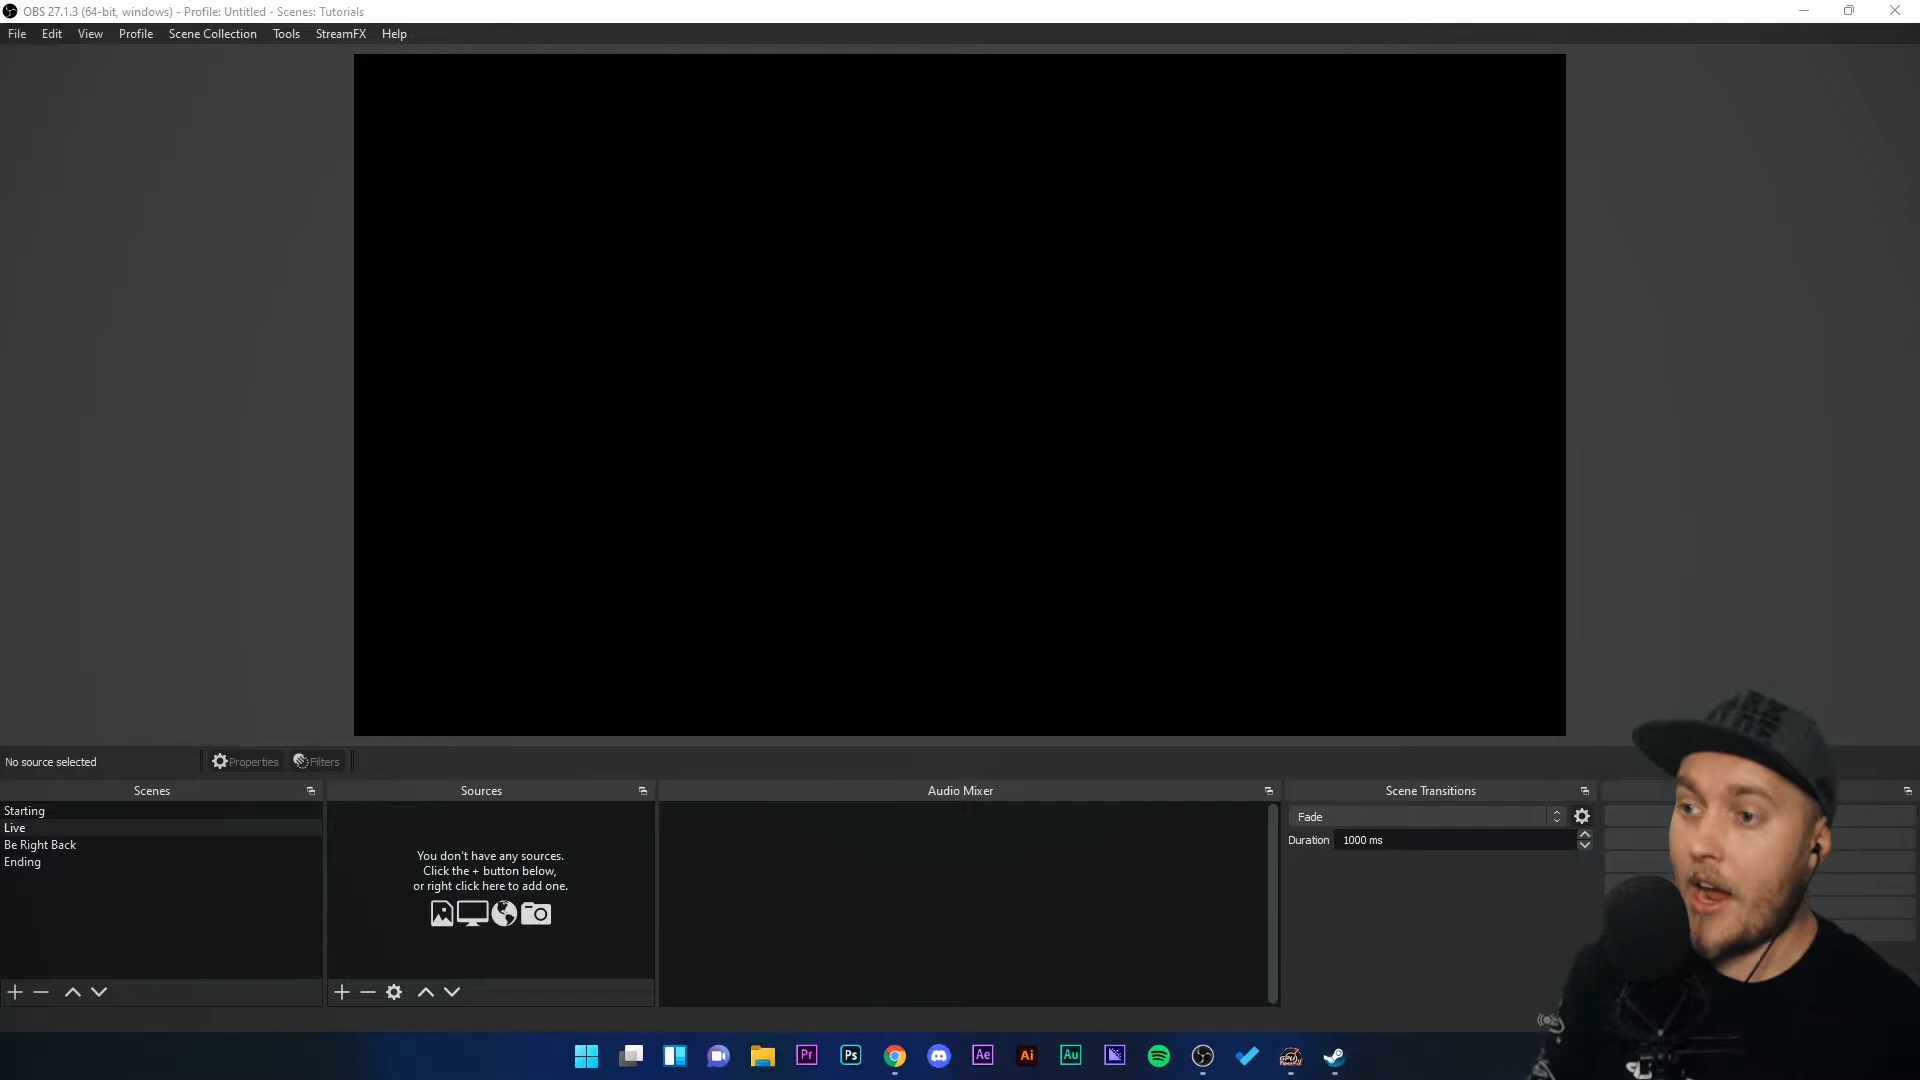 OBS 27.1.3 (64-bit, windows) - Profile: Untitled - Scenes: Tutorials
File Edit View Profile Scene Collection Tools StreamFX Help
No source selected
Properties
Filters
Scenes
Sources
Audio Mixer
Scene Transitions
Starting
Live
Be Right Back
Ending
You don't have any sources.
Click the + button below,
or right click here to add one.
Fade
Duration 1000 ms
Pr
Ps
Ae
Ai
Au